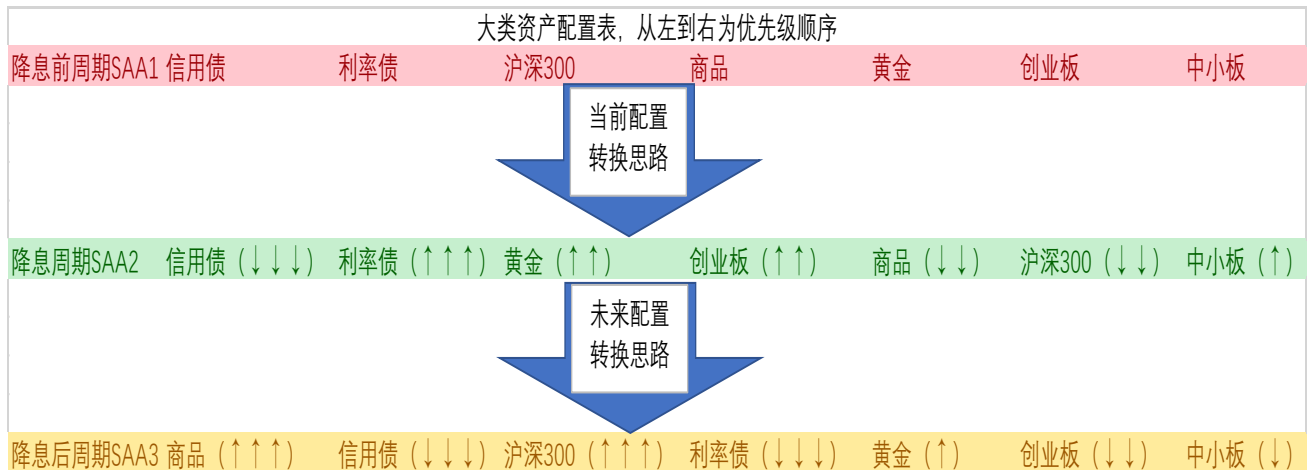 大类资产配置表，从左到右为优先级顺序
降息前周期SAA1 信用债 利率债 沪深300 商品 黄金 创业板 中小板
当前配置
转换思路
降息周期SAA2 信用债（↓↓↓） 利率债（↑↑↑） 黄金（↑↑） 创业板（↑↑） 商品（↓↓） 沪深300（↓↓） 中小板（↑）
未来配置
转换思路
降息后周期SAA3 商品（↑↑↑） 信用债（↓↓↓） 沪深300（↑↑↑） 利率债（↓↓↓） 黄金（↑） 创业板（↓↓） 中小板（↓）